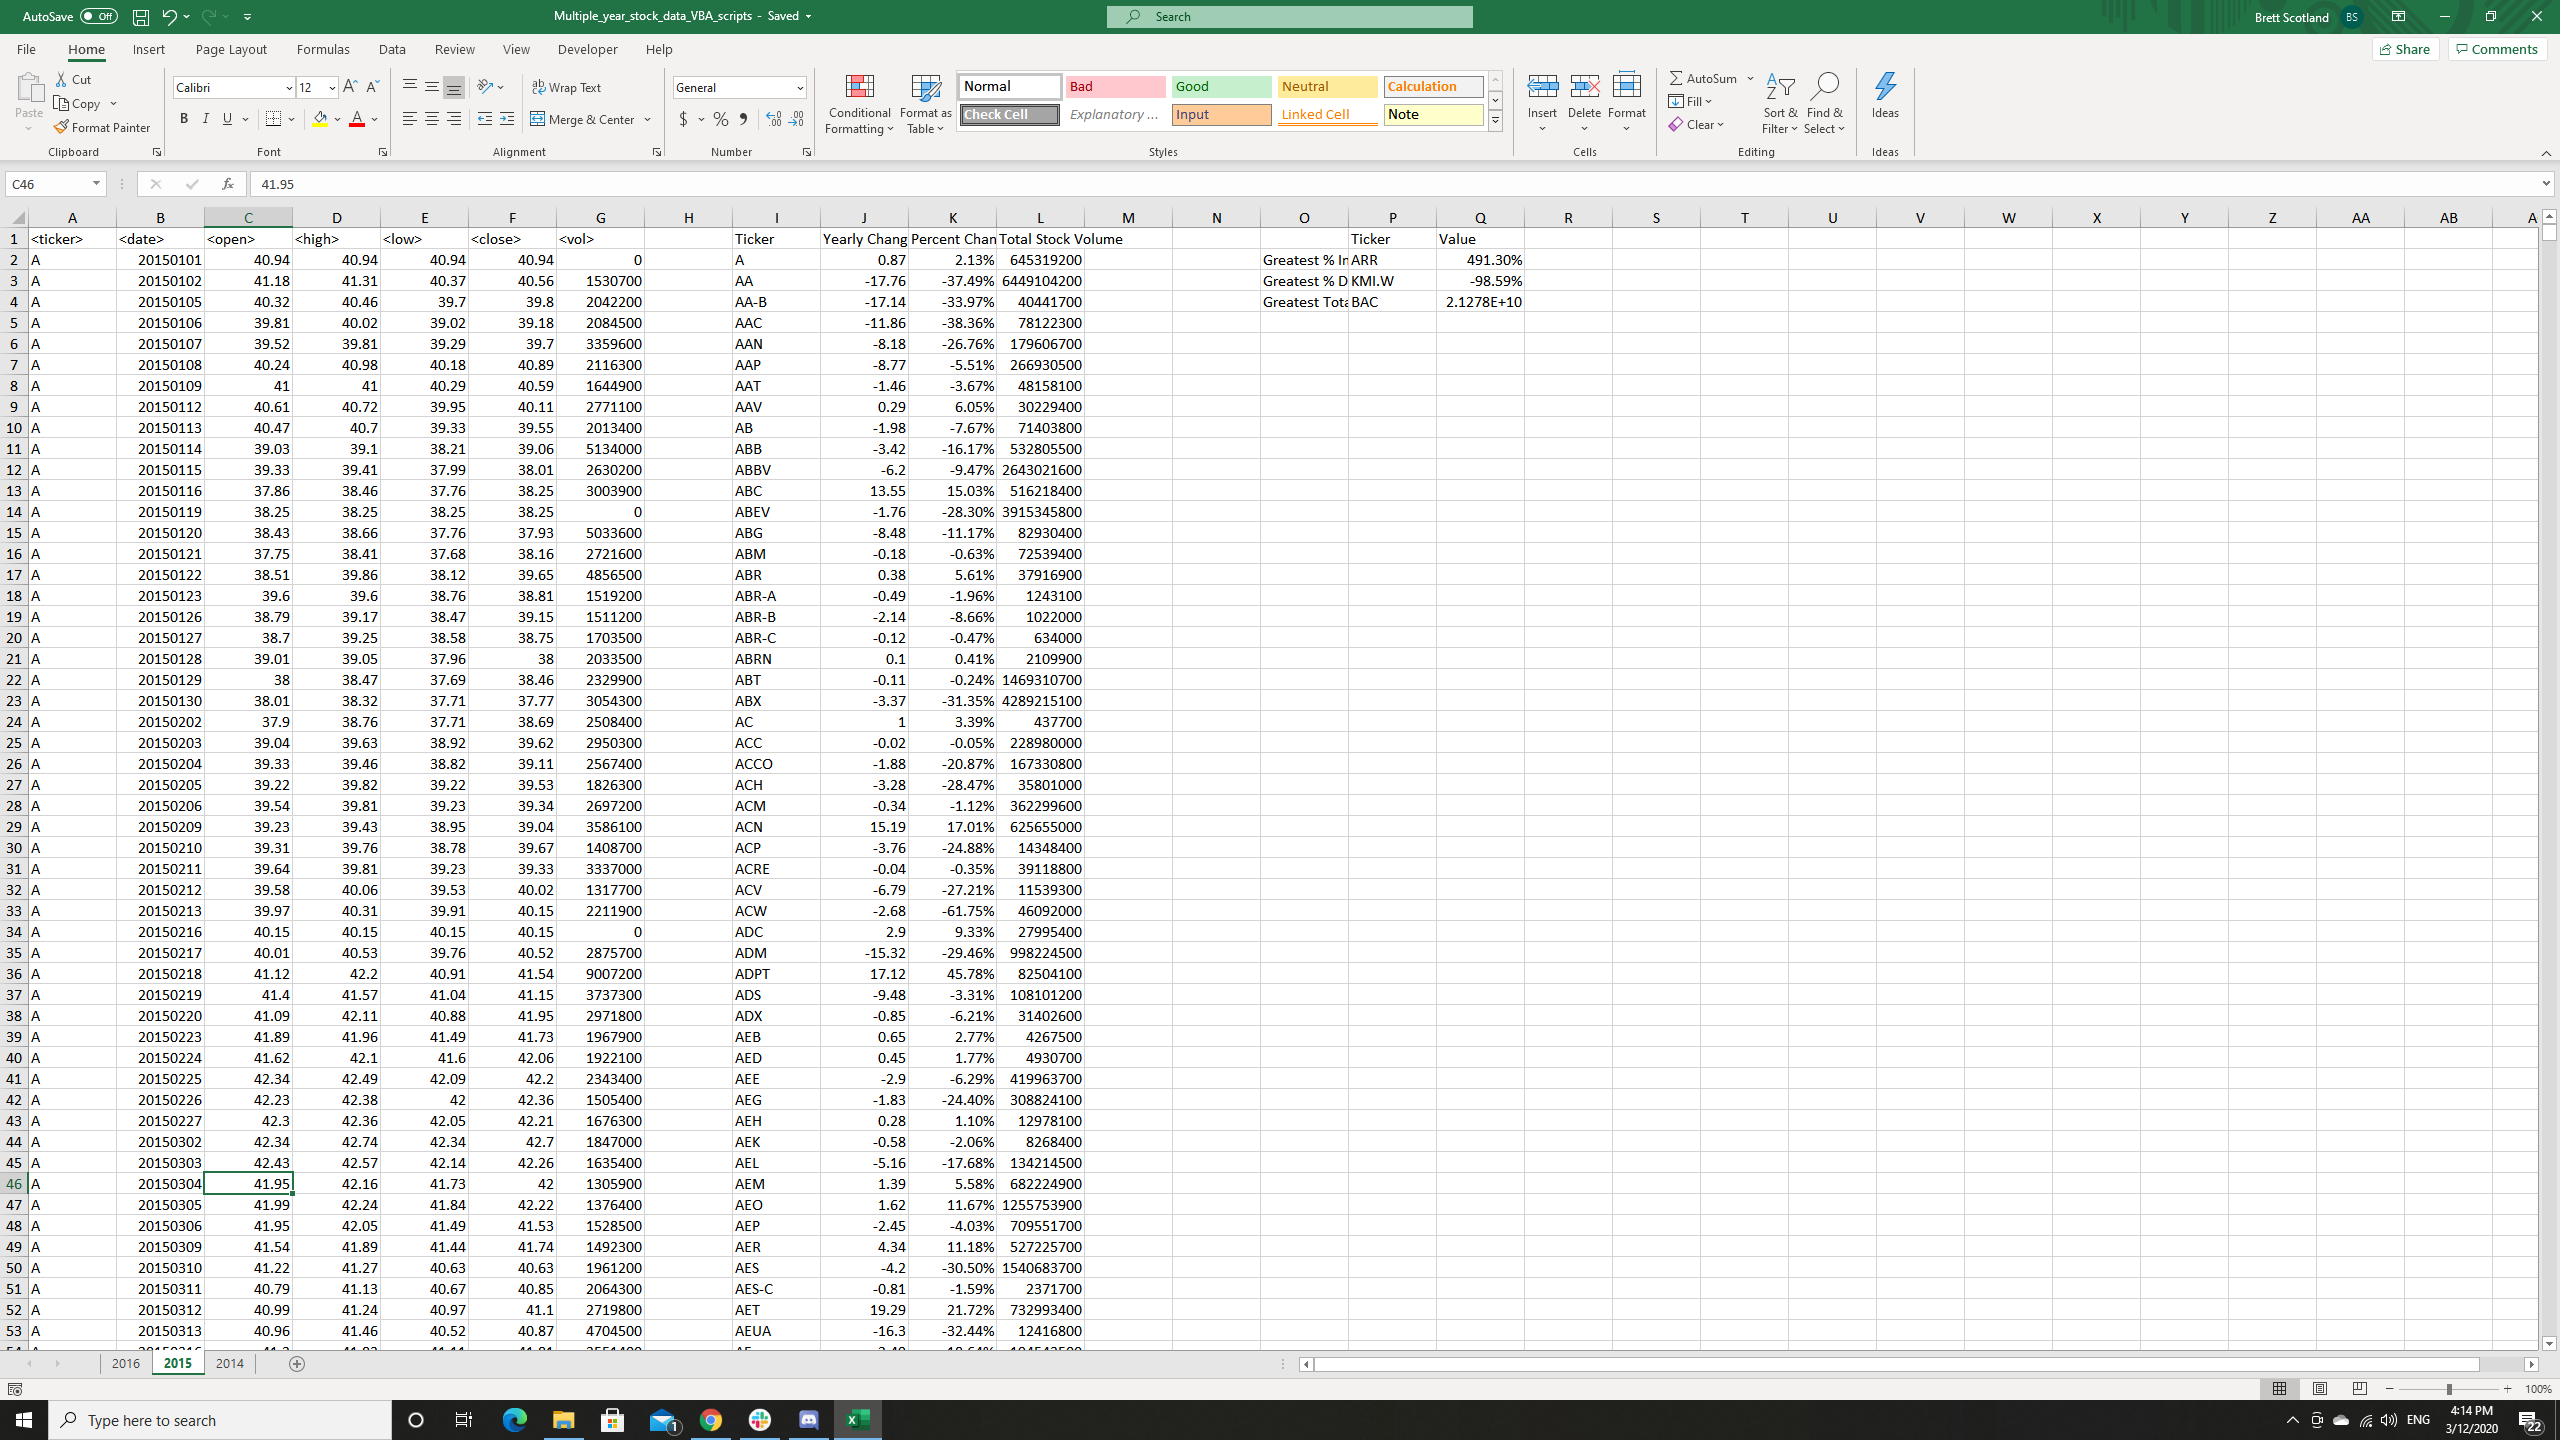 AutoSave Off Multiple_year_stock_data_VBA_scripts - Saved Search Brett Scotland BS
File Home Insert Page Layout Formulas Data Review View Developer Help Share Comments
Cut Calibri 12 Wrap Text General Normal Bad Good Neutral Calculation AutoSum
Paste Copy Conditional Formatting Format as Table Insert Delete Format Fill Sort & Filter Find & Select Ideas
Format Painter B I U Merge & Center $ % Check Cell Explanatory ... Input Linked Cell Note Clear
Clipboard Font Alignment Number Styles Cells Editing Ideas
C46 fx 41.95
A B C D E F G H I J K L M N O P Q R S T U V W X Y Z AA AB A
1 <ticker> <date> <open> <high> <low> <close> <vol> Ticker Yearly Chang Percent Chan Total Stock Volume Ticker Value
2 A 20150101 40.94 40.94 40.94 40.94 0 A 0.87 2.13% 645319200 Greatest % In ARR 491.30%
3 A 20150102 41.18 41.31 40.37 40.56 1530700 AA -17.76 -37.49% 6449104200 Greatest % D KMI.W -98.59%
4 A 20150105 40.32 40.46 39.7 39.8 2042200 AA-B -17.14 -33.97% 40441700 Greatest Tota BAC 2.1278E+10
5 A 20150106 39.81 40.02 39.02 39.18 2084500 AAC -11.86 -38.36% 78122300
6 A 20150107 39.52 39.81 39.29 39.7 3359600 AAN -8.18 -26.76% 179606700
7 A 20150108 40.24 40.98 40.18 40.89 2116300 AAP -8.77 -5.51% 266930500
8 A 20150109 41 41 40.29 40.59 1644900 AAT -1.46 -3.67% 48158100
9 A 20150112 40.61 40.72 39.95 40.11 2771100 AAV 0.29 6.05% 30229400
10 A 20150113 40.47 40.7 39.33 39.55 2013400 AB -1.98 -7.67% 71403800
11 A 20150114 39.03 39.1 38.21 39.06 5134000 ABB -3.42 -16.17% 532805500
12 A 20150115 39.33 39.41 37.99 38.01 2630200 ABBV -6.2 -9.47% 2643021600
13 A 20150116 37.86 38.46 37.76 38.25 3003900 ABC 13.55 15.03% 516218400
14 A 20150119 38.25 38.25 38.25 38.25 0 ABEV -1.76 -28.30% 3915345800
15 A 20150120 38.43 38.66 37.76 37.93 5033600 ABG -8.48 -11.17% 82930400
16 A 20150121 37.75 38.41 37.68 38.16 2721600 ABM -0.18 -0.63% 72539400
17 A 20150122 38.51 39.86 38.12 39.65 4856500 ABR 0.38 5.61% 37916900
18 A 20150123 39.6 39.6 38.76 38.81 1519200 ABR-A -0.49 -1.96% 1243100
19 A 20150126 38.79 39.17 38.47 39.15 1511200 ABR-B -2.14 -8.66% 1022000
20 A 20150127 38.7 39.25 38.58 38.75 1703500 ABR-C -0.12 -0.47% 634000
21 A 20150128 39.01 39.05 37.96 38 2033500 ABRN 0.1 0.41% 2109900
22 A 20150129 38 38.47 37.69 38.46 2329900 ABT -0.11 -0.24% 1469310700
23 A 20150130 38.01 38.32 37.71 37.77 3054300 ABX -3.37 -31.35% 4289215100
24 A 20150202 37.9 38.76 37.71 38.69 2508400 AC 1 3.39% 437700
25 A 20150203 39.04 39.63 38.92 39.62 2950300 ACC -0.02 -0.05% 228980000
26 A 20150204 39.33 39.46 38.82 39.11 2567400 ACCO -1.88 -20.87% 167330800
27 A 20150205 39.22 39.82 39.22 39.53 1826300 ACH -3.28 -28.47% 35801000
28 A 20150206 39.54 39.81 39.23 39.34 2697200 ACM -0.34 -1.12% 362299600
29 A 20150209 39.23 39.43 38.95 39.04 3586100 ACN 15.19 17.01% 625655000
30 A 20150210 39.31 39.76 38.78 39.67 1408700 ACP -3.76 -24.88% 14348400
31 A 20150211 39.64 39.81 39.23 39.33 3337000 ACRE -0.04 -0.35% 39118800
32 A 20150212 39.58 40.06 39.53 40.02 1317700 ACV -6.79 -27.21% 11539300
33 A 20150213 39.97 40.31 39.91 40.15 2211900 ACW -2.68 -61.75% 46092000
34 A 20150216 40.15 40.15 40.15 40.15 0 ADC 2.9 9.33% 27995400
35 A 20150217 40.01 40.53 39.76 40.52 2875700 ADM -15.32 -29.46% 998224500
36 A 20150218 41.12 42.2 40.91 41.54 9007200 ADPT 17.12 45.78% 82504100
37 A 20150219 41.4 41.57 41.04 41.15 3737300 ADS -9.48 -3.31% 108101200
38 A 20150220 41.09 42.11 40.88 41.95 2971800 ADX -0.85 -6.21% 31402600
39 A 20150223 41.89 41.96 41.49 41.73 1967900 AEB 0.65 2.77% 4267500
40 A 20150224 41.62 42.1 41.6 42.06 1922100 AED 0.45 1.77% 4930700
41 A 20150225 42.34 42.49 42.09 42.2 2343400 AEE -2.9 -6.29% 419963700
42 A 20150226 42.23 42.38 42 42.36 1505400 AEG -1.83 -24.40% 308824100
43 A 20150227 42.3 42.36 42.05 42.21 1676300 AEH 0.28 1.10% 12978100
44 A 20150302 42.34 42.74 42.34 42.7 1847000 AEK -0.58 -2.06% 8268400
45 A 20150303 42.43 42.57 42.14 42.26 1635400 AEL -5.16 -17.68% 134214500
46 A 20150304 41.95 42.16 41.73 42 1305900 AEM 1.39 5.58% 682224900
47 A 20150305 41.99 42.24 41.84 42.22 1376400 AEO 1.62 11.67% 1255753900
48 A 20150306 41.95 42.05 41.49 41.53 1528500 AEP -2.45 -4.03% 709551700
49 A 20150309 41.54 41.89 41.44 41.74 1492300 AER 4.34 11.18% 527225700
50 A 20150310 41.22 41.27 40.63 40.63 1961200 AES -4.2 -30.50% 1540683700
51 A 20150311 40.79 41.13 40.67 40.85 2064300 AES-C -0.81 -1.59% 2371700
52 A 20150312 40.99 41.24 40.97 41.1 2719800 AET 19.29 21.72% 732993400
53 A 20150313 40.96 41.46 40.52 40.87 4704500 AEUA -16.3 -32.44% 12416800
2016 2015 2014
100%
Type here to search 1 ENG 4:14 PM 3/12/2020 22